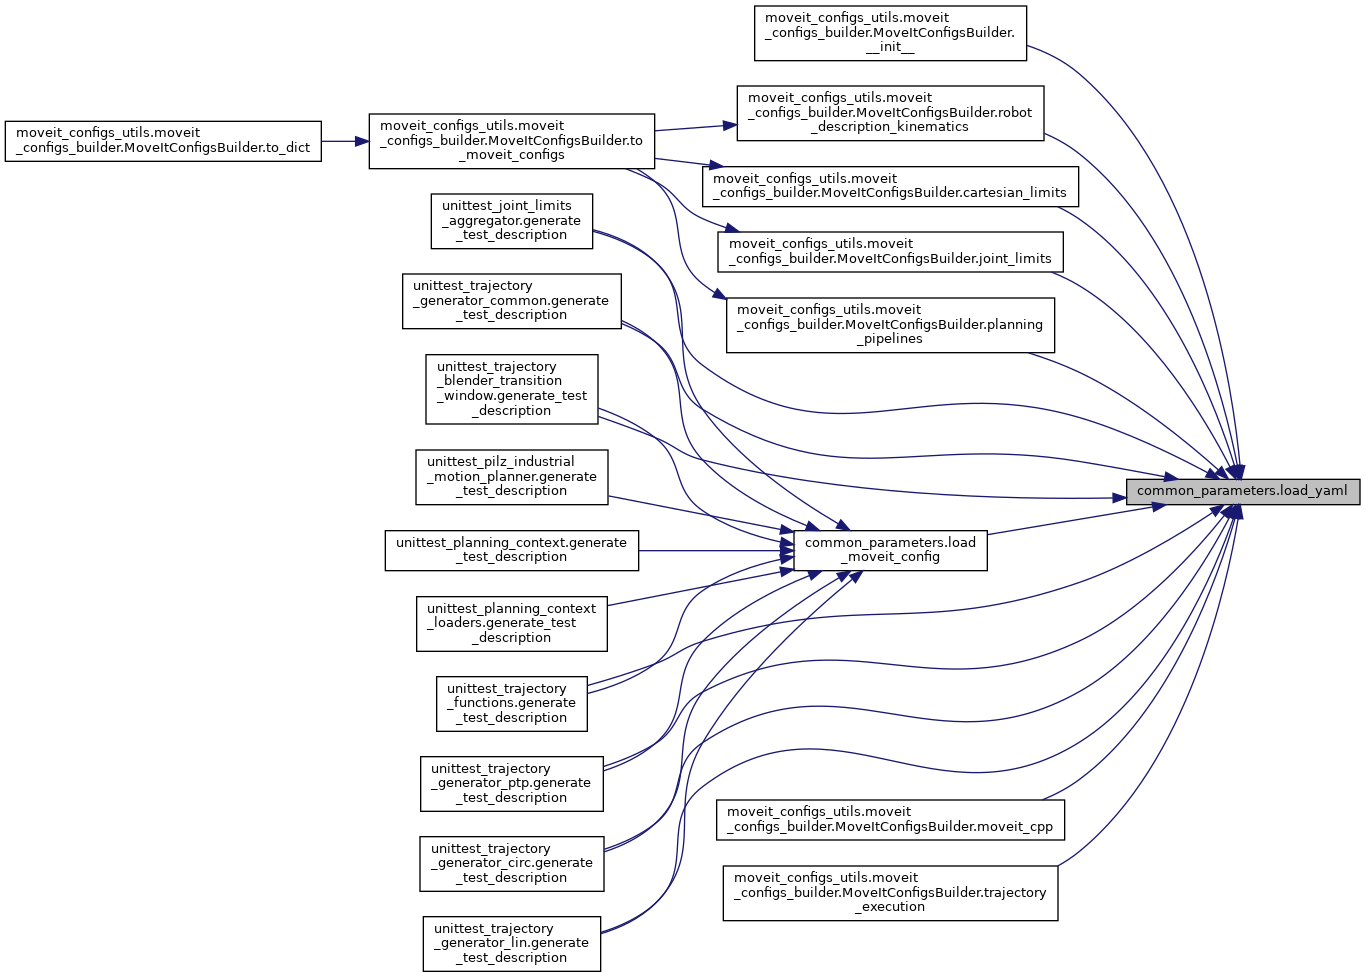 moveit_configs_utils.moveit
_configs_builder.MoveItConfigsBuilder.
__init__
moveit_configs_utils.moveit
_configs_builder.MoveItConfigsBuilder.robot
_description_kinematics
moveit_configs_utils.moveit
_configs_builder.MoveItConfigsBuilder.to
_moveit_configs
moveit_configs_utils.moveit
_configs_builder.MoveItConfigsBuilder.to_dict
moveit_configs_utils.moveit
_configs_builder.MoveItConfigsBuilder.cartesian_limits
unittest_joint_limits
_aggregator.generate
_test_description
moveit_configs_utils.moveit
_configs_builder.MoveItConfigsBuilder.joint_limits
unittest_trajectory
_generator_common.generate
_test_description
moveit_configs_utils.moveit
_configs_builder.MoveItConfigsBuilder.planning
_pipelines
unittest_trajectory
_blender_transition
_window.generate_test
_description
unittest_pilz_industrial
_motion_planner.generate
_test_description
common_parameters.load_yaml
unittest_planning_context.generate
_test_description
common_parameters.load
_moveit_config
unittest_planning_context
_loaders.generate_test
_description
unittest_trajectory
_functions.generate
_test_description
unittest_trajectory
_generator_ptp.generate
_test_description
moveit_configs_utils.moveit
_configs_builder.MoveItConfigsBuilder.moveit_cpp
unittest_trajectory
_generator_circ.generate
_test_description
moveit_configs_utils.moveit
_configs_builder.MoveItConfigsBuilder.trajectory
_execution
unittest_trajectory
_generator_lin.generate
_test_description